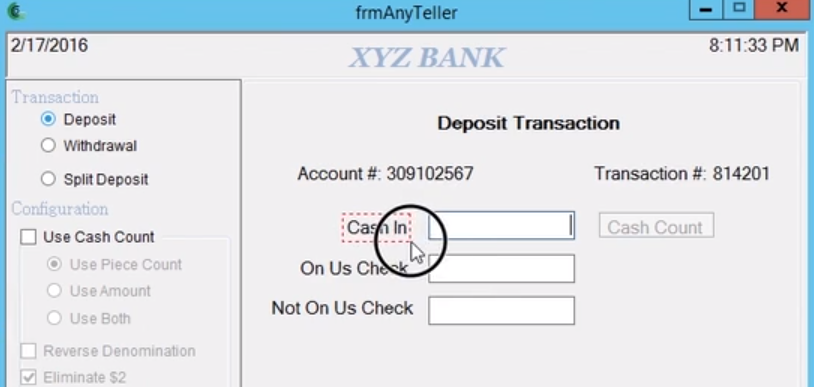 frmAnyTeller
2/17/2016
XYZ BANK
8:11:33 PM
Transaction
Deposit
Withdrawal
Split Deposit
Configuration
Use Cash Count
Use Piece Count
Use Amount
Use Both
Reverse Denomination
Eliminate $2
Deposit Transaction
Account #: 309102567
Transaction #: 814201
Cash In
Cash Count
On Us Check
Not On Us Check